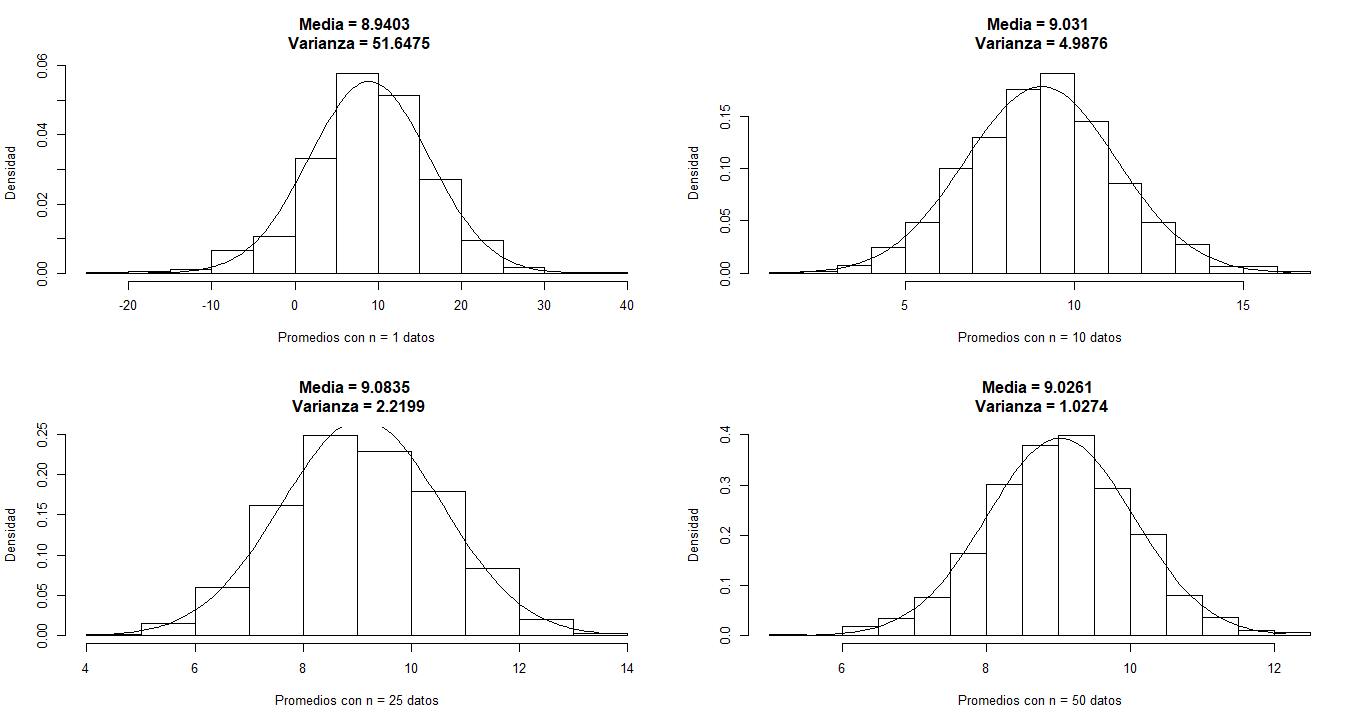 Media = 8.9403
Varianza = 51.6475
Densidad
0.00
0.02
0.04
0.06
-20
-10
0
10
20
30
40
Promedios con n = 1 datos
Media = 9.031
Varianza = 4.9876
Densidad
0.00
0.05
0.10
0.15
5
10
15
Promedios con n = 10 datos
Media = 9.0835
Varianza = 2.2199
Densidad
0.00
0.05
0.10
0.15
0.20
0.25
4
6
8
10
12
14
Promedios con n = 25 datos
Media = 9.0261
Varianza = 1.0274
Densidad
0.0
0.1
0.2
0.3
0.4
6
8
10
12
Promedios con n = 50 datos